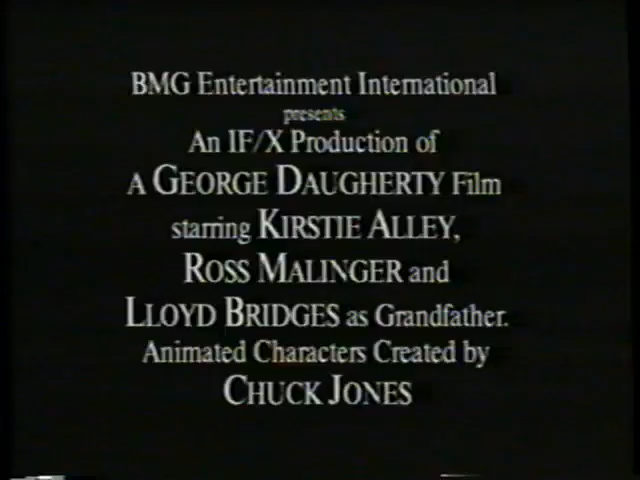 BMG Entertainment International
presents
An IF/X Production of
A GEORGE DAUGHERTY Film
starring KIRSTIE ALLEY,
ROSS MALINGER and
LLOYD BRIDGES as Grandfather.
Animated Characters Created by
CHUCK JONES